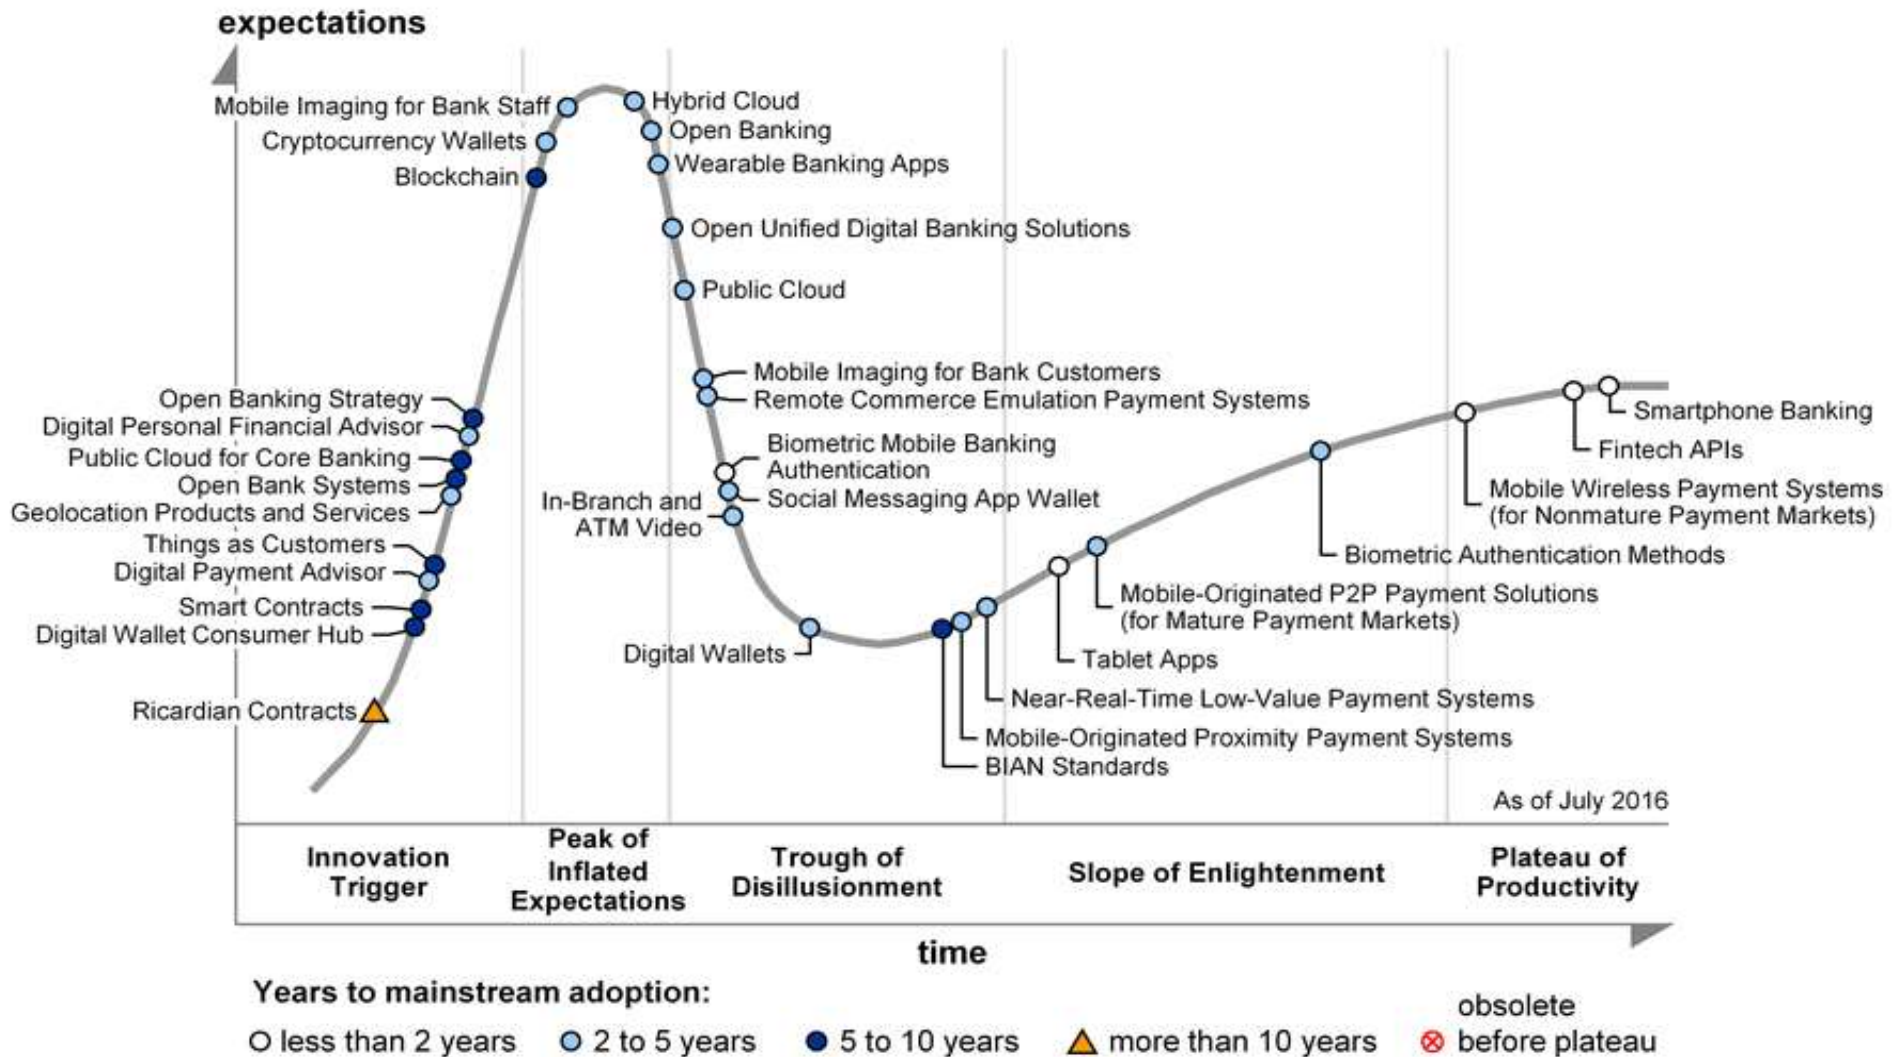 expectations
Mobile Imaging for Bank Staff
Cryptocurrency Wallets
Blockchain
Hybrid Cloud
Open Banking
Wearable Banking Apps
Open Unified Digital Banking Solutions
Public Cloud
Open Banking Strategy
Digital Personal Financial Advisor
Public Cloud for Core Banking
Open Bank Systems
Geolocation Products and Services
Things as Customers
Digital Payment Advisor
Smart Contracts
Digital Wallet Consumer Hub
Ricardian Contracts
Mobile Imaging for Bank Customers
Remote Commerce Emulation Payment Systems
Biometric Mobile Banking
Authentication
Social Messaging App Wallet
In-Branch and
ATM Video
Digital Wallets
Smartphone Banking
Fintech APIs
Mobile Wireless Payment Systems
(for Nonmature Payment Markets)
Biometric Authentication Methods
Mobile-Originated P2P Payment Solutions
(for Mature Payment Markets)
Tablet Apps
Near-Real-Time Low-Value Payment Systems
Mobile-Originated Proximity Payment Systems
BIAN Standards
As of July 2016
Innovation
Trigger
Peak of
Inflated
Expectations
Trough of
Disillusionment
Slope of Enlightenment
Plateau of
Productivity
time
Years to mainstream adoption:
less than 2 years
2 to 5 years
5 to 10 years
more than 10 years
obsolete
before plateau